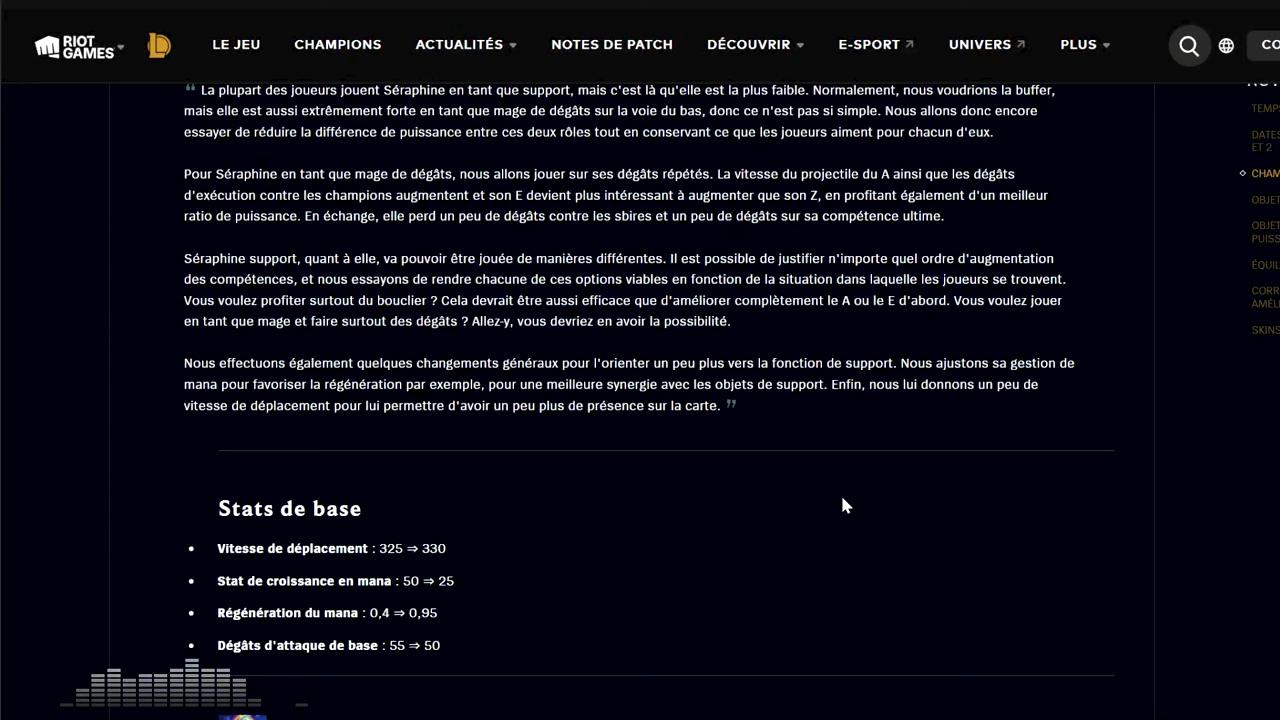 RIOT GAMES
LE JEU CHAMPIONS ACTUALITÉS NOTES DE PATCH DÉCOUVRIR E-SPORT UNIVERS PLUS CO
La plupart des joueurs jouent Séraphine en tant que support, mais c'est là qu'elle est la plus faible. Normalement, nous voudrions la buffer,
mais elle est aussi extrêmement forte en tant que mage de dégâts sur la voie du bas, donc ce n'est pas si simple. Nous allons donc encore
essayer de réduire la différence de puissance entre ces deux rôles tout en conservant ce que les joueurs aiment pour chacun d'eux.
Pour Séraphine en tant que mage de dégâts, nous allons jouer sur ses dégâts répétés. La vitesse du projectile du A ainsi que les dégâts
d'exécution contre les champions augmentent et son E devient plus intéressant à augmenter que son Z, en profitant également d'un meilleur
ratio de puissance. En échange, elle perd un peu de dégâts contre les sbires et un peu de dégâts sur sa compétence ultime.
Séraphine support, quant à elle, va pouvoir être jouée de manières différentes. Il est possible de justifier n'importe quel ordre d'augmentation
des compétences, et nous essayons de rendre chacune de ces options viables en fonction de la situation dans laquelle les joueurs se trouvent.
Vous voulez profiter surtout du bouclier ? Cela devrait être aussi efficace que d'améliorer complètement le A ou le E d'abord. Vous voulez jouer
en tant que mage et faire surtout des dégâts ? Allez-y, vous devriez en avoir la possibilité.
Nous effectuons également quelques changements généraux pour l'orienter un peu plus vers la fonction de support. Nous ajustons sa gestion de
mana pour favoriser la régénération par exemple, pour une meilleure synergie avec les objets de support. Enfin, nous lui donnons un peu de
vitesse de déplacement pour lui permettre d'avoir un peu plus de présence sur la carte.
Stats de base
Vitesse de déplacement : 325 ⇒ 330
Stat de croissance en mana : 50 ⇒ 25
Régénération du mana : 0,4 ⇒ 0,95
Dégâts d'attaque de base : 55 ⇒ 50
TEMPS
DATES
ET 2
CHAM
OBJET
OBJET
PUISS
ÉQUIL
CORR
AMÉLI
SKINS